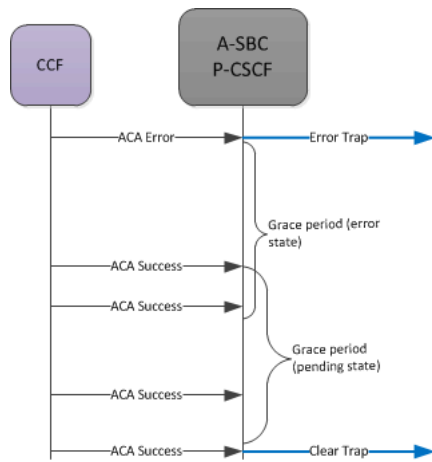 CCF
A-SBC
P-CSCF
ACA Error
Error Trap
Grace period (error
state)
ACA Success
ACA Success
Grace period
(pending state)
ACA Success
ACA Success
Clear Trap